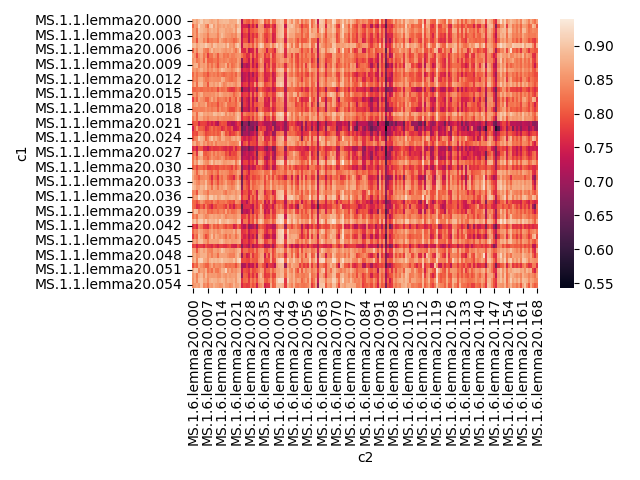 MS.1.1.lemma20.000
MS.1.1.lemma20.003
MS.1.1.lemma20.006
MS.1.1.lemma20.009
MS.1.1.lemma20.012
MS.1.1.lemma20.015
MS.1.1.lemma20.018
MS.1.1.lemma20.021
MS.1.1.lemma20.024
MS.1.1.lemma20.027
MS.1.1.lemma20.030
MS.1.1.lemma20.033
MS.1.1.lemma20.036
MS.1.1.lemma20.039
MS.1.1.lemma20.042
MS.1.1.lemma20.045
MS.1.1.lemma20.048
MS.1.1.lemma20.051
MS.1.1.lemma20.054
c1
MS.1.6.lemma20.000
MS.1.6.lemma20.007
MS.1.6.lemma20.014
MS.1.6.lemma20.021
MS.1.6.lemma20.028
MS.1.6.lemma20.035
MS.1.6.lemma20.042
MS.1.6.lemma20.049
MS.1.6.lemma20.056
MS.1.6.lemma20.063
MS.1.6.lemma20.070
MS.1.6.lemma20.077
MS.1.6.lemma20.084
MS.1.6.lemma20.091
MS.1.6.lemma20.098
MS.1.6.lemma20.105
MS.1.6.lemma20.112
MS.1.6.lemma20.119
MS.1.6.lemma20.126
MS.1.6.lemma20.133
MS.1.6.lemma20.140
MS.1.6.lemma20.147
MS.1.6.lemma20.154
MS.1.6.lemma20.161
MS.1.6.lemma20.168
c2
0.90
0.85
0.80
0.75
0.70
0.65
0.60
0.55